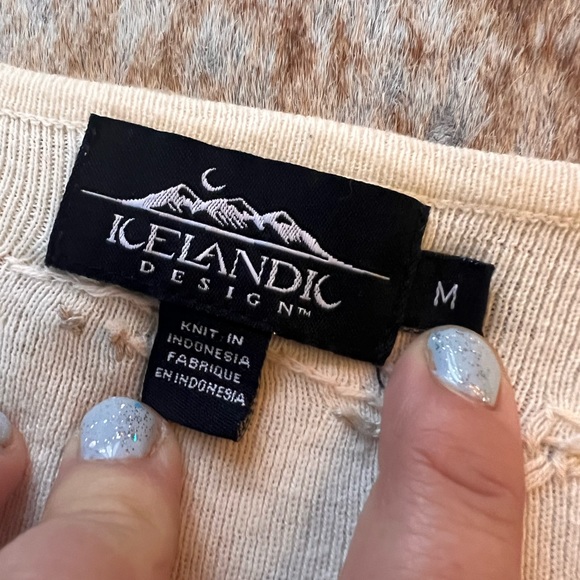 ICELANDIC
DESIGN™
M
KNIT IN
INDONESIA
FABRIQUE
EN INDONESIA